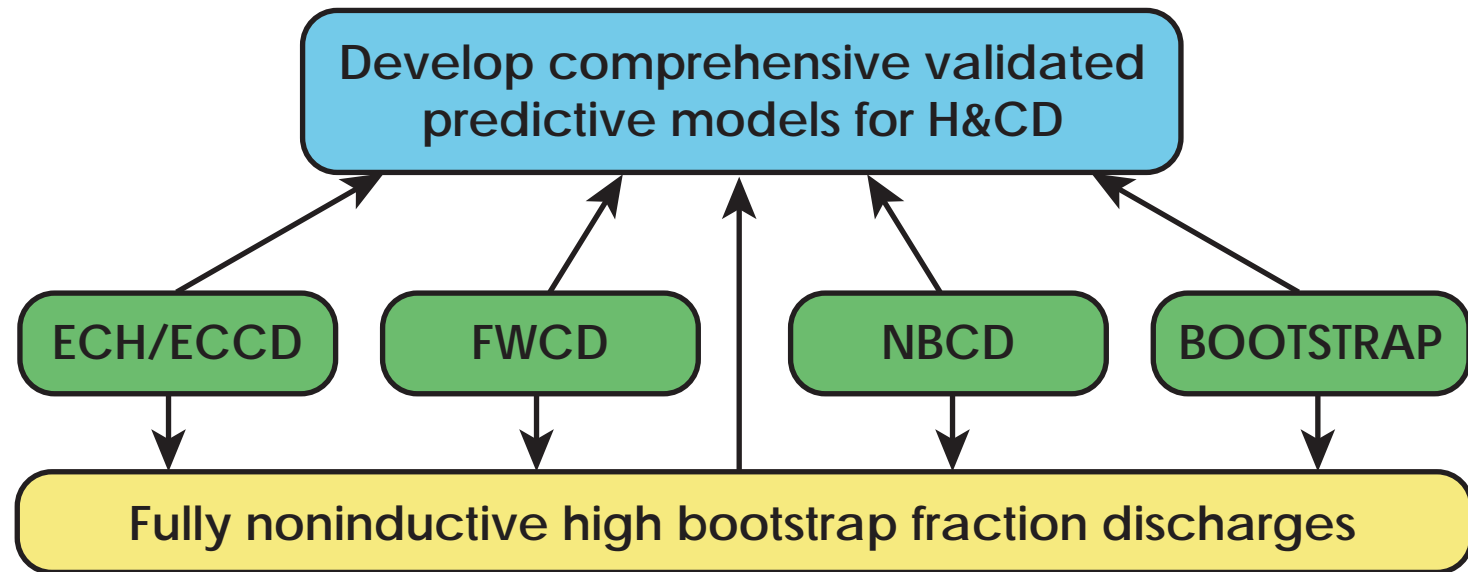 Develop comprehensive validated
predictive models for H&CD
ECH/ECCD
FWCD
NBCD
BOOTSTRAP
Fully noninductive high bootstrap fraction discharges